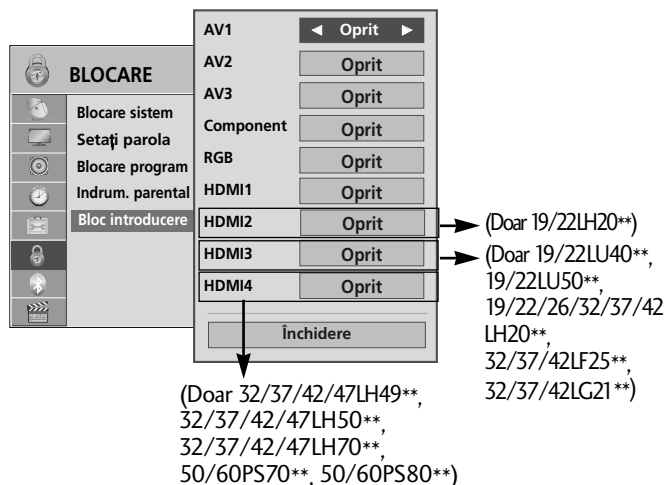 BLOCARE
Blocare sistem
Setaţi parola
Blocare program
Indrum. parental
Bloc introducere
AV1 ◄ Oprit ►
AV2 Oprit
AV3 Oprit
Component Oprit
RGB Oprit
HDMI1 Oprit
HDMI2 Oprit
HDMI3 Oprit
HDMI4 Oprit
Închidere
(Doar 19/22LH20**)
(Doar 19/22LU40**,
19/22LU50**,
19/22/26/32/37/42
LH20**,
32/37/42LF25**,
32/37/42LG21**)
(Doar 32/37/42/47LH49**,
32/37/42/47LH50**,
32/37/42/47LH70**,
50/60PS70**, 50/60PS80**)